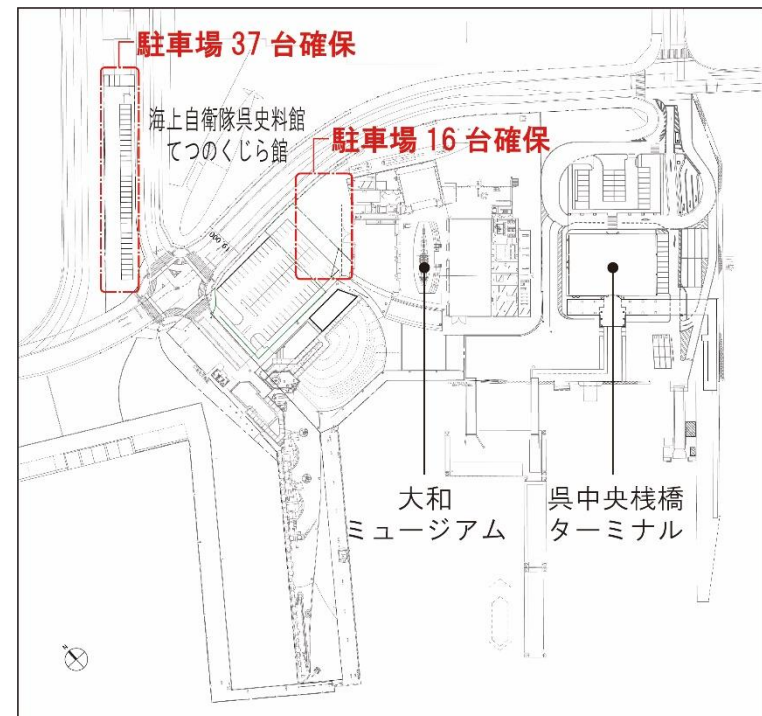 駐車場 37 台確保
海上自衛隊呉史料館
てつのくじら館
駐車場 16 台確保
大和
ミュージアム
呉中央桟橋
ターミナル
N